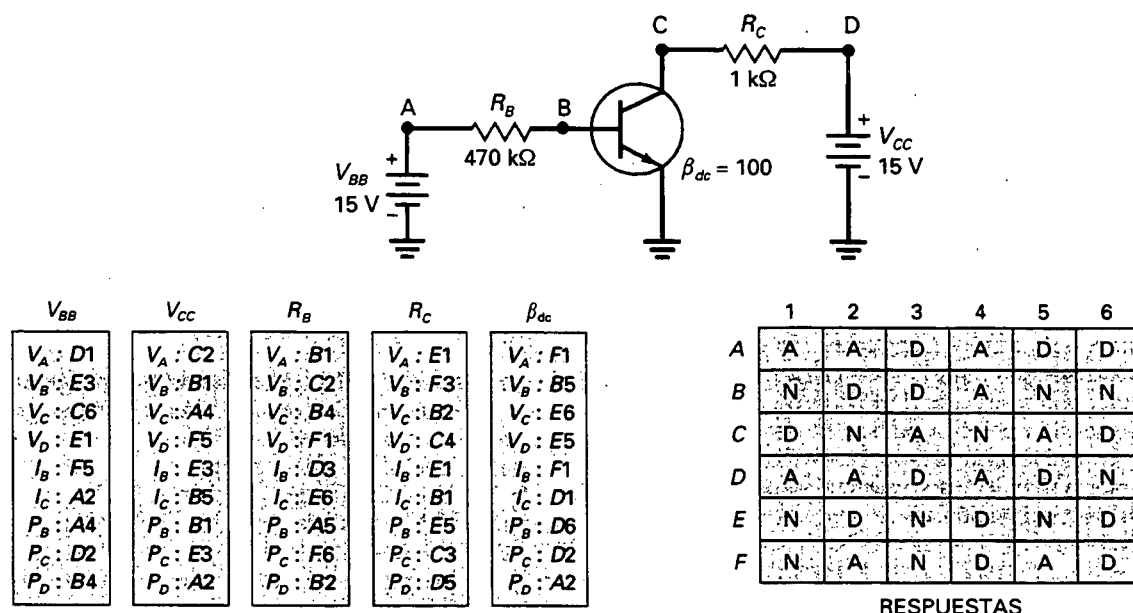 C R_C D
1 kΩ
A R_B B
470 kΩ
+ V_CC
15 V
−
+ V_BB
15 V
−
β_dc = 100
V_BB V_CC R_B R_C β_dc
V_A : D1 V_A : C2 V_A : B1 V_A : E1 V_A : F1
V_B : E3 V_B : B1 V_B : C2 V_B : F3 V_B : B5
V_C : C6 V_C : A4 V_C : B4 V_C : B2 V_C : E6
V_D : E1 V_D : F5 V_D : F1 V_D : C4 V_D : E5
I_B : F5 I_B : E3 I_B : D3 I_B : E1 I_B : F1
I_C : A2 I_C : B5 I_C : E6 I_C : B1 I_C : D1
P_B : A4 P_B : B1 P_B : A5 P_B : E5 P_B : D6
P_C : D2 P_C : E3 P_C : F6 P_C : C3 P_C : D2
P_D : B4 P_D : A2 P_D : B2 P_D : D5 P_D : A2
1 2 3 4 5 6
A A A D A D D
B N D D A N N
C D N A N A D
D A A D A D N
E N D N D N D
F N A N D A D
RESPUESTAS